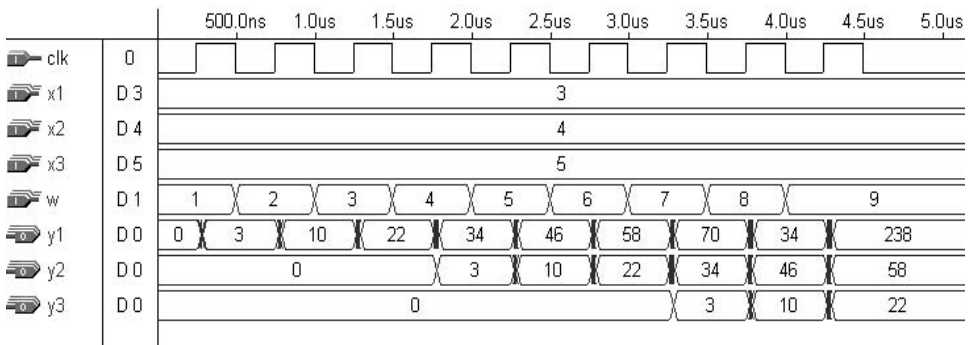 500.0ns 1.0us 1.5us 2.0us 2.5us 3.0us 3.5us 4.0us 4.5us 5.0us
clk 0
x1 D 3 3
x2 D 4 4
x3 D 5 5
w D 1 1 2 3 4 5 6 7 8 9
y1 D 0 0 3 10 22 34 46 58 70 34 238
y2 D 0 0 3 10 22 34 46 58
y3 D 0 0 3 10 22